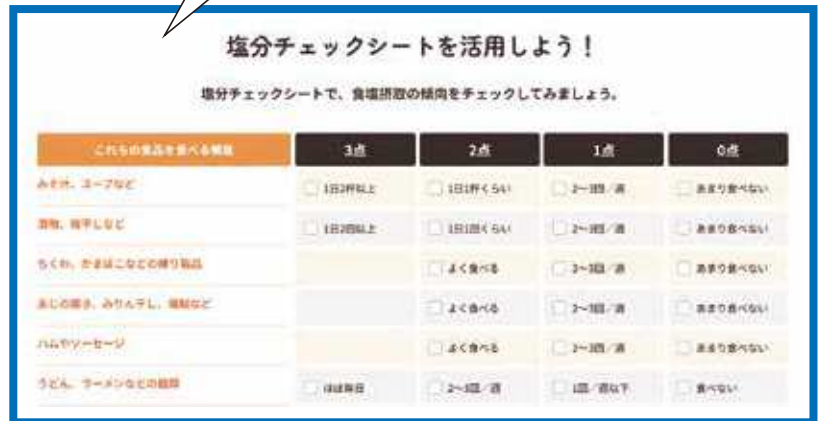 塩分チェックシートを活用しよう！
塩分チェックシートで、食塩摂取の傾向をチェックしてみましょう。
これらの食品を食べる頻度 3点 2点 1点 0点
みそ汁、スープなど 1日2杯以上 1日1杯くらい 2〜3回／週 あまり食べない
漬物、梅干しなど 1日2回以上 1日1回くらい 2〜3回／週 あまり食べない
ちくわ、かまぼこなどの練り製品 よく食べる 2〜3回／週 あまり食べない
あじの開き、みりん干し、塩鮭など よく食べる 2〜3回／週 あまり食べない
ハムやソーセージ よく食べる 2〜3回／週 あまり食べない
うどん、ラーメンなどの麺類 ほぼ毎日 2〜3回／週 1回／週以下 食べない